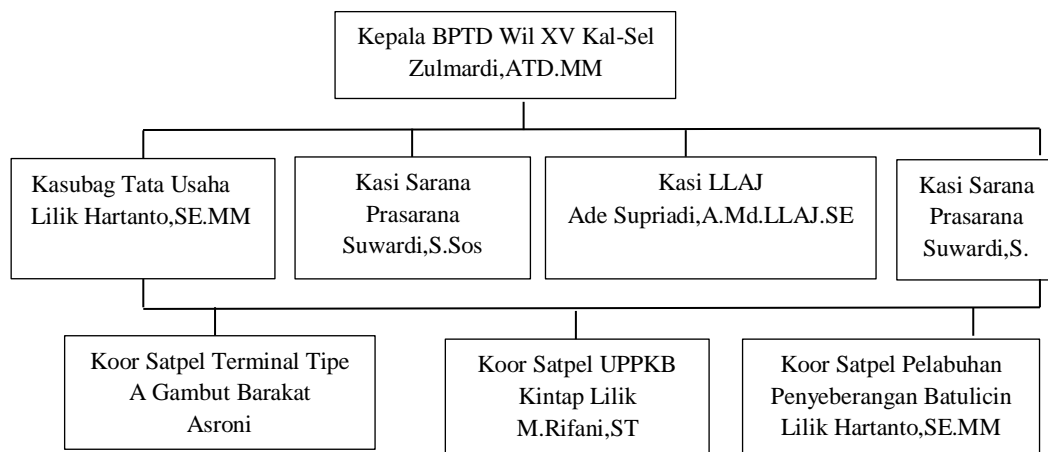 Kepala BPTD Wil XV Kal-Sel
Zulmardi,ATD.MM
Kasubag Tata Usaha
Lilik Hartanto,SE.MM
Kasi Sarana
Prasarana
Suwardi,S.Sos
Kasi LLAJ
Ade Supriadi,A.Md.LLAJ.SE
Kasi Sarana
Prasarana
Suwardi,S.
Koor Satpel Terminal Tipe
A Gambut Barakat
Asroni
Koor Satpel UPPKB
Kintap Lilik
M.Rifani,ST
Koor Satpel Pelabuhan
Penyeberangan Batulicin
Lilik Hartanto,SE.MM